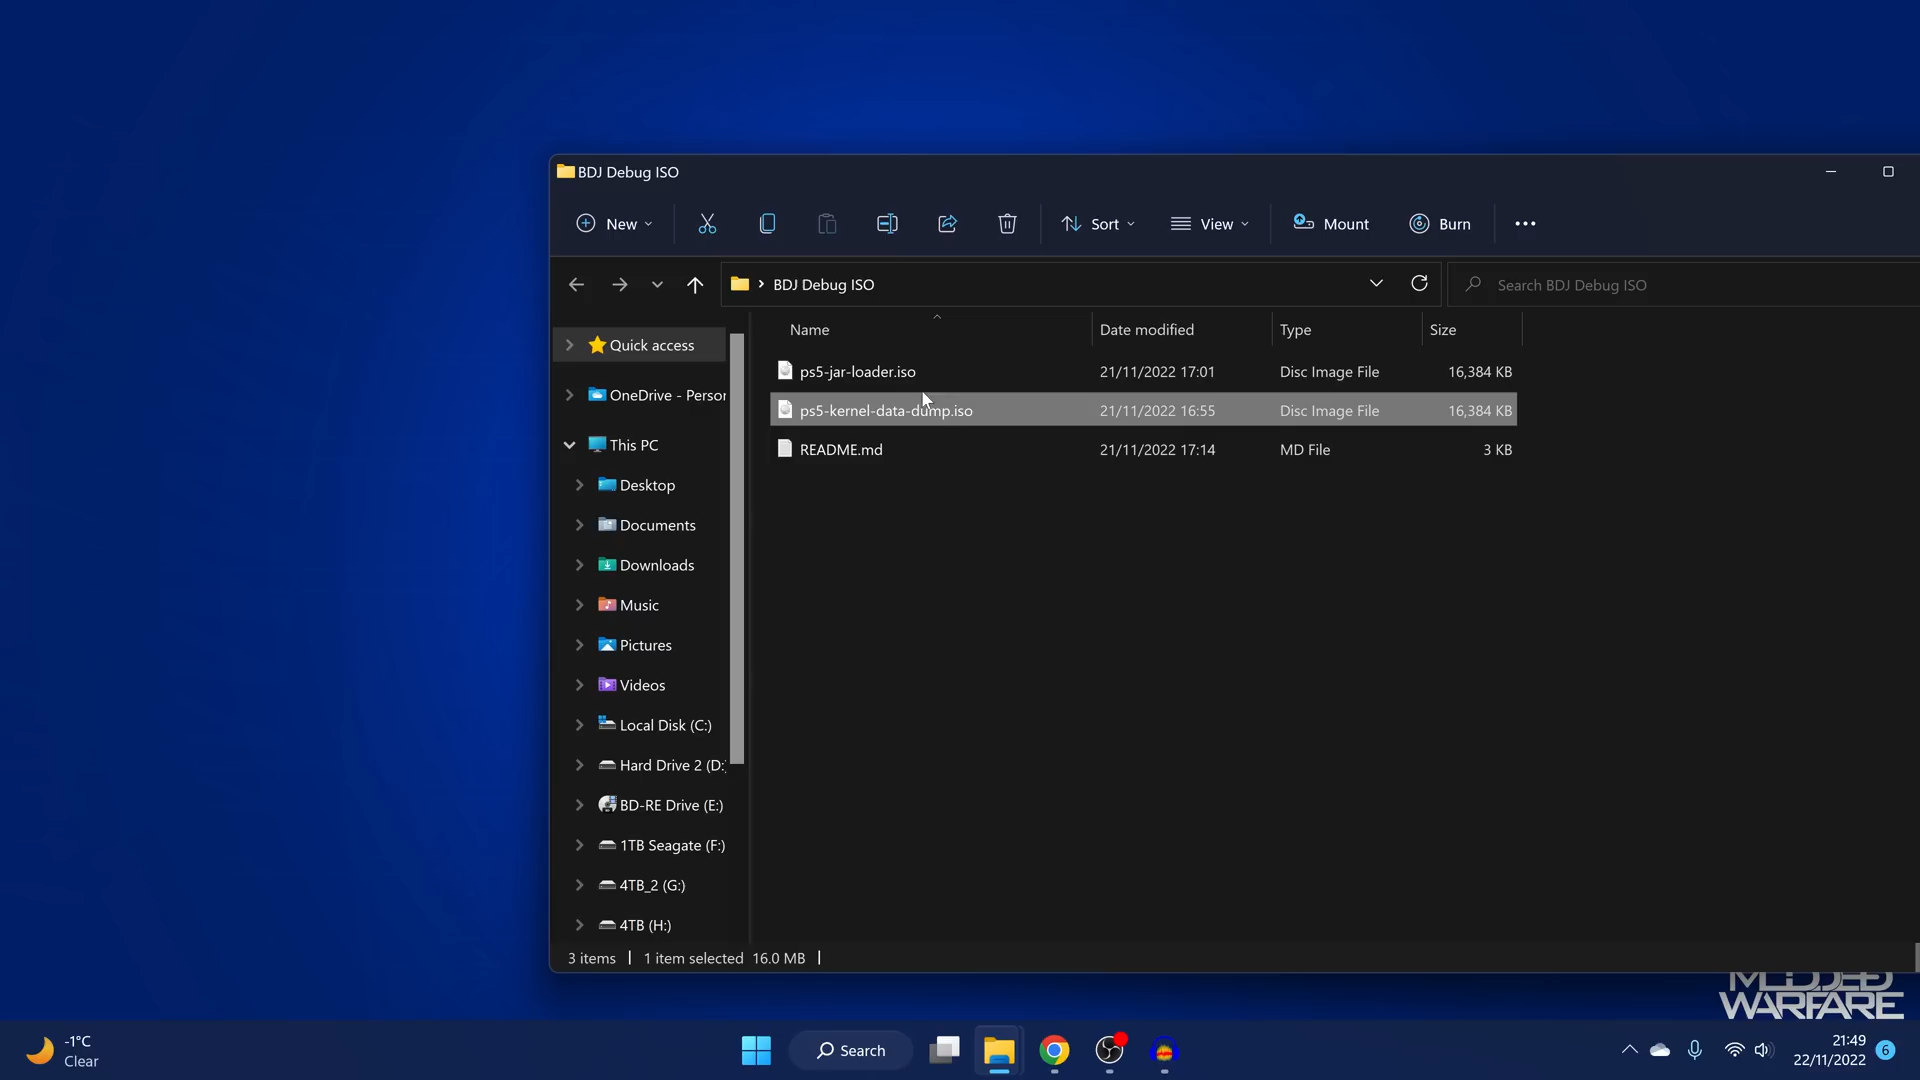 BDJ Debug ISO
New
Sort
View
Mount
Burn
BDJ Debug ISO
Search BDJ Debug ISO
Name
Date modified
Type
Size
Quick access
OneDrive - Person
This PC
Desktop
Documents
Downloads
Music
Pictures
Videos
Local Disk (C:)
Hard Drive 2 (D:)
BD-RE Drive (E:)
1TB Seagate (F:)
4TB_2 (G:)
4TB (H:)
ps5-jar-loader.iso 21/11/2022 17:01 Disc Image File 16,384 KB
ps5-kernel-data-dump.iso 21/11/2022 16:55 Disc Image File 16,384 KB
README.md 21/11/2022 17:14 MD File 3 KB
3 items
1 item selected 16.0 MB
MODDED
WARFARE
-1°C
Clear
Search
21:49
22/11/2022
6